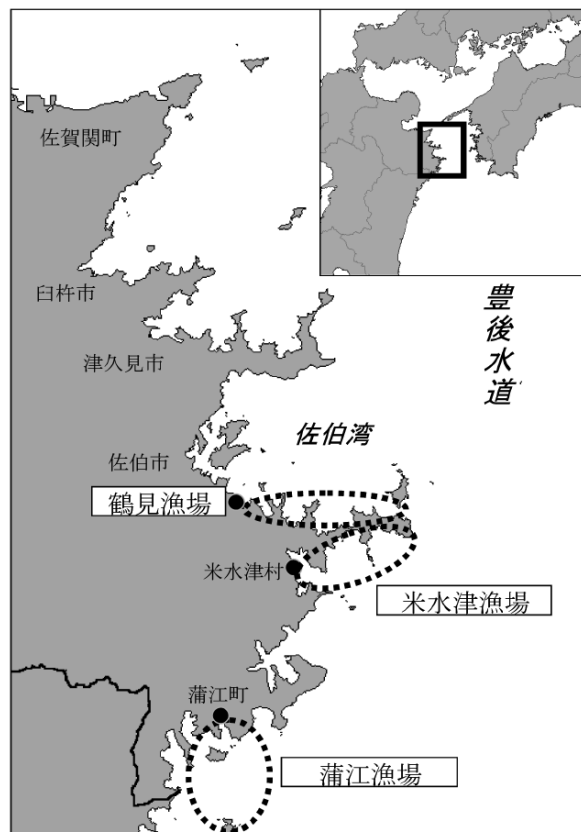 佐賀関町
臼杵市
津久見市
佐伯市
豊後水道
佐伯湾
鶴見漁場
米水津村
米水津漁場
蒲江町
蒲江漁場